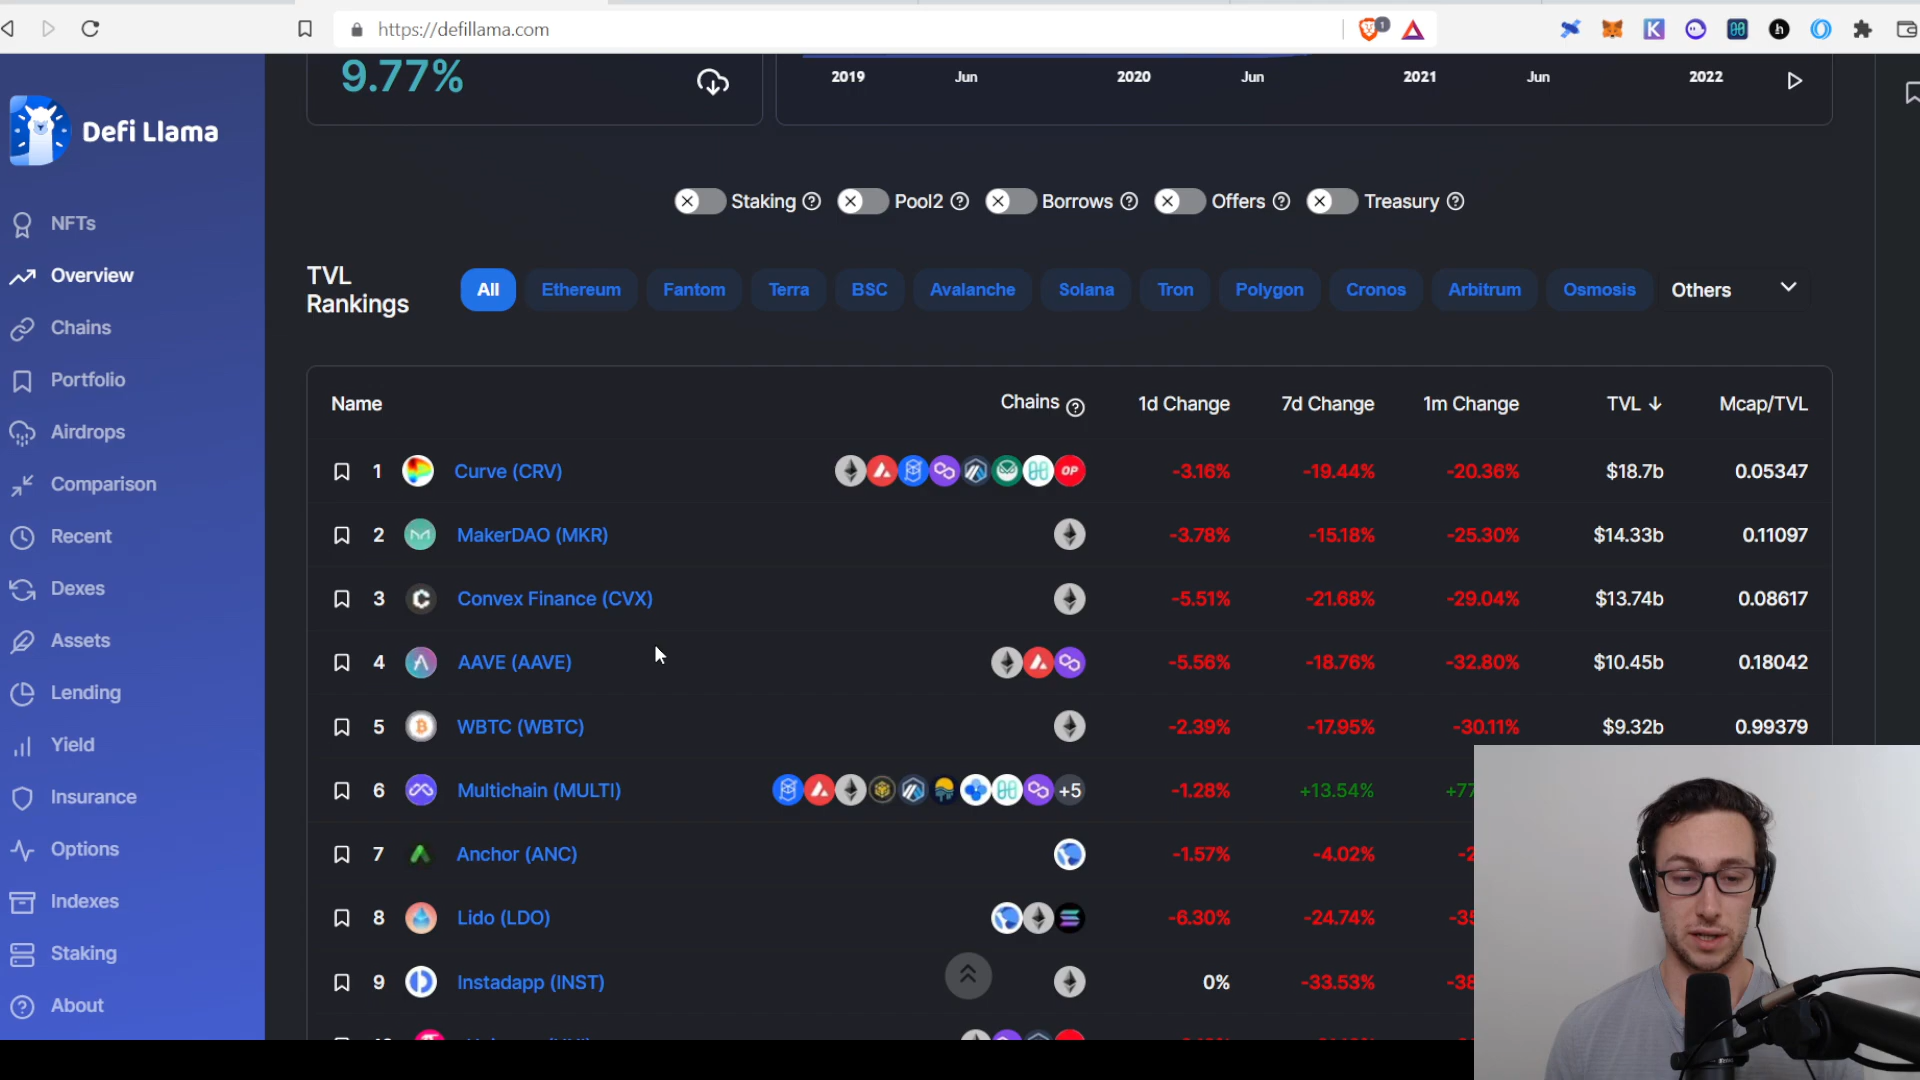 https://defillama.com
1
9.77%
2019 Jun 2020 Jun 2021 Jun 2022
Defi Llama
Staking Pool2 Borrows Offers Treasury
NFTs
Overview
Chains
Portfolio
Airdrops
Comparison
Recent
Dexes
Assets
Lending
Yield
Insurance
Options
Indexes
Staking
About
TVL
Rankings
All Ethereum Fantom Terra BSC Avalanche Solana Tron Polygon Cronos Arbitrum Osmosis Others
Name Chains 1d Change 7d Change 1m Change TVL Mcap/TVL
1 Curve (CRV) OP -3.16% -19.44% -20.36% $18.7b 0.05347
2 MakerDAO (MKR) -3.78% -15.18% -25.30% $14.33b 0.11097
3 Convex Finance (CVX) -5.51% -21.68% -29.04% $13.74b 0.08617
4 AAVE (AAVE) -5.56% -18.76% -32.80% $10.45b 0.18042
5 WBTC (WBTC) -2.39% -17.95% -30.11% $9.32b 0.99379
6 Multichain (MULTI) +5 -1.28% +13.54% +77
7 Anchor (ANC) -1.57% -4.02% -2
8 Lido (LDO) -6.30% -24.74% -35
9 Instadapp (INST) 0% -33.53% -38